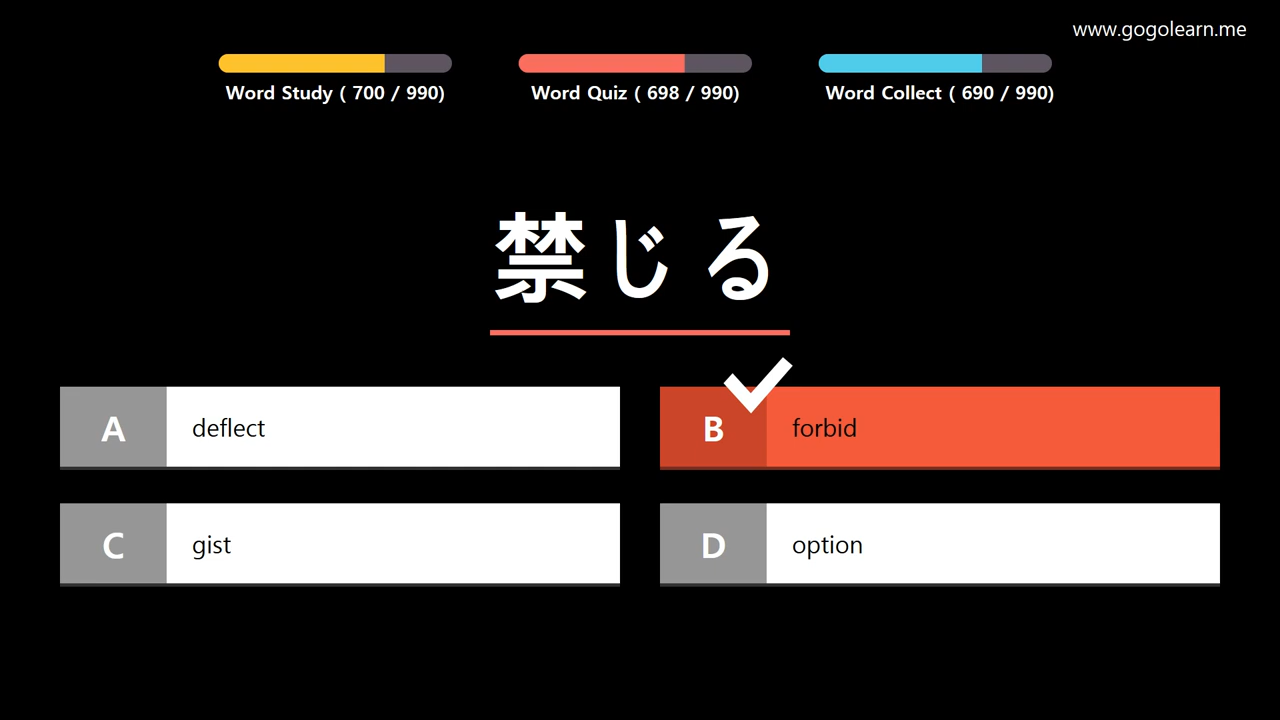 www.gogolearn.me
Word Study ( 700 / 990)
Word Quiz ( 698 / 990)
Word Collect ( 690 / 990)
禁じる
A deflect
B forbid
C gist
D option